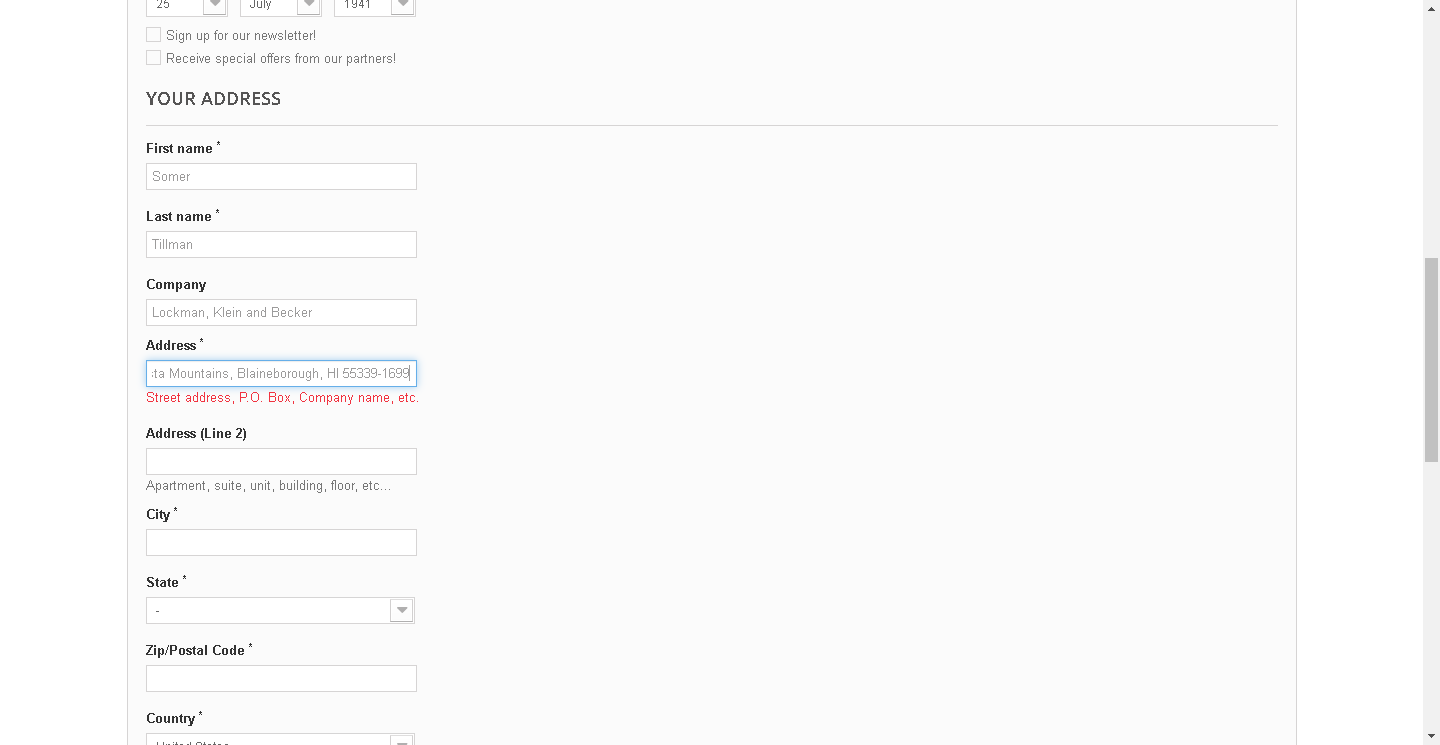 25 July 1941
Sign up for our newsletter!
Receive special offers from our partners!
YOUR ADDRESS
First name *
Somer
Last name *
Tillman
Company
Lockman, Klein and Becker
Address *
ta Mountains, Blaineborough, HI 55339-1699
Street address, P.O. Box, Company name, etc.
Address (Line 2)
Apartment, suite, unit, building, floor, etc...
City *
State *
-
Zip/Postal Code *
Country *
United States